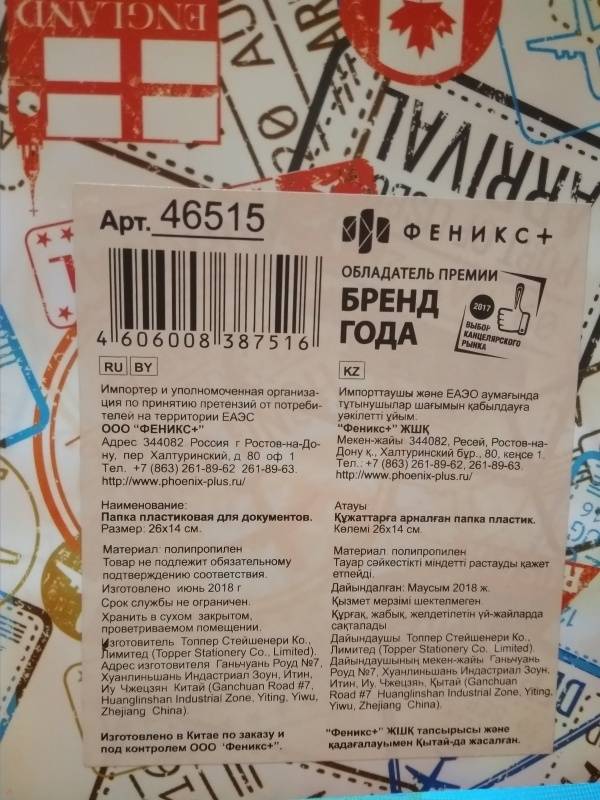 ENGLAND
ARRIVAL
Арт. 46515
ФЕНИКС+
ОБЛАДАТЕЛЬ ПРЕМИИ
БРЕНД
ГОДА
2017
ВЫБОР
КАНЦЕЛЯРСКОГО
РЫНКА
4 606008 387516
RU BY
Импортер и уполномоченная организа-
ция по принятию претензий от потреби-
телей на территории ЕАЭС
ООО "ФЕНИКС+"
Адрес 344082 Россия г Ростов-на-До-
ну, пер Халтуринский, д 80 оф 1
Тел. +7 (863) 261-89-62 261-89-63.
http://www.phoenix-plus.ru/
Наименование:
Папка пластиковая для документов.
Размер: 26х14 см.
Материал: полипропилен
Товар не подлежит обязательному
подтверждению соответствия.
Изготовлено июнь 2018 г
Срок службы не ограничен.
Хранить в сухом закрытом,
проветриваемом помещении.
Изготовитель Топпер Стейшенери Ко.,
Лимитед (Topper Stationery Co., Limited).
Адрес изготовителя Ганьчуань Роуд №7,
Хуанлиньшань Индастриал Зоун, Итин,
Иу Чжецзян Китай (Ganchuan Road #7,
Huanglinshan Industrial Zone, Yiting, Yiwu,
Zhejiang China).
Изготовлено в Китае по заказу и
под контролем ООО "Феникс+".
KZ
Импорттаушы және ЕАЭО аумағында
тұтынушылар шағымын қабылдауға
уәкілетті ұйым.
"Феникс+" ЖШҚ
Мекен-жайы 344082, Ресей, Ростов-на-
Дону қ., Халтуринский бұр., 80, кеңсе 1.
Тел.: +7 (863) 261-89-62, 261-89-63
http://www.phoenix-plus.ru/
Атауы
Құжаттарға арналған папка пластик.
Көлемі 26х14 см.
Материал: полипропилен
Тауар сәйкестікті міндетті растауды қажет
етпейді.
Дайындалған: Маусым 2018 ж.
Қызмет мерзімі шектелмеген
Құрғақ, жабық, желдетілетін үй-жайларда
сақталады
Дайындаушы Топпер Стейшенери Ко.,
Лимитед (Topper Stationery Co., Limited)
Дайындаушының мекен-жайы Ганьчуань
Роуд №7, Хуанлиньшань Индастриал Зоун,
Итин, Иу, Чжецзян, Қытай (Ganchuan
Road #7 Huanglinshan Industrial Zone, Yiting,
Yiwu, Zhejiang China).
"Феникс+" ЖШҚ тапсырысы және
қадағалауымен Қытай-да жасалған.